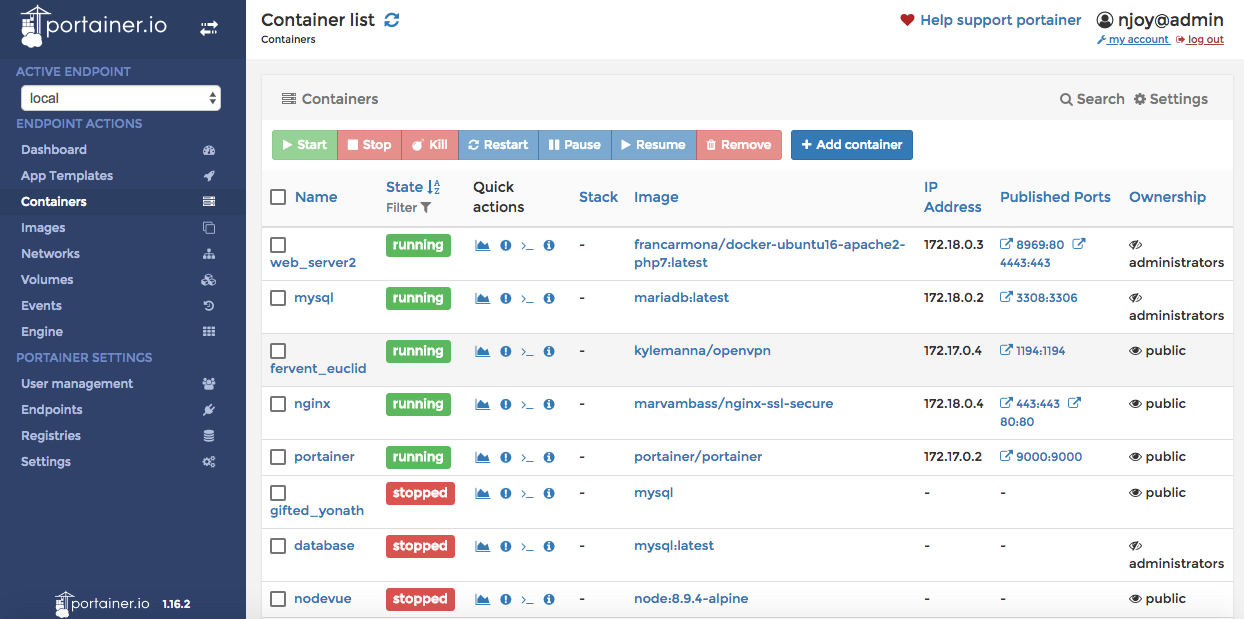 portainer.io
ACTIVE ENDPOINT
local
ENDPOINT ACTIONS
Dashboard
App Templates
Containers
Images
Networks
Volumes
Events
Engine
PORTAINER SETTINGS
User management
Endpoints
Registries
Settings
portainer.io 1.16.2
Container list
Containers
Help support portainer
njoy@admin
my account log out
Containers
Search Settings
Start Stop Kill Restart Pause Resume Remove + Add container
Name State Filter Quick actions Stack Image IP Address Published Ports Ownership
web_server2 running - francarmona/docker-ubuntu16-apache2-php7:latest 172.18.0.3 8969:80 4443:443 administrators
mysql running - mariadb:latest 172.18.0.2 3308:3306 administrators
fervent_euclid running - kylemanna/openvpn 172.17.0.4 1194:1194 public
nginx running - marvambass/nginx-ssl-secure 172.18.0.4 443:443 80:80 public
portainer running - portainer/portainer 172.17.0.2 9000:9000 public
gifted_yonath stopped - mysql - - public
database stopped - mysql:latest - - administrators
nodevue stopped - node:8.9.4-alpine - - public